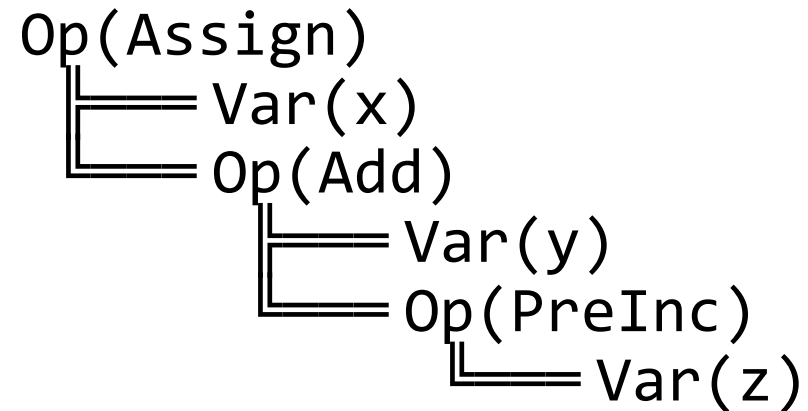 Op(Assign)
Var(x)
Op(Add)
Var(y)
Op(PreInc)
Var(z)